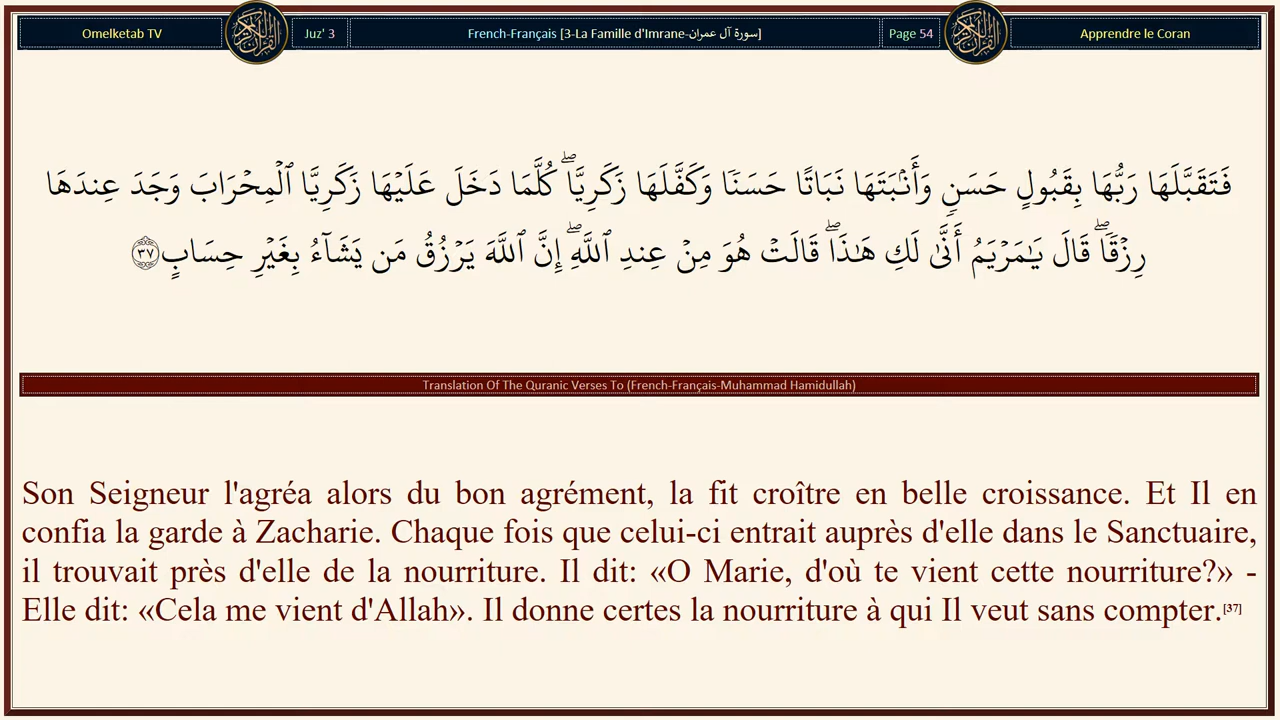 Omelketab TV
Juz' 3
French-Français [3-La Famille d'Imrane-سورة آل عمران]
Page 54
Apprendre le Coran
فَتَقَبَّلَهَا رَبُّهَا بِقَبُولٍ حَسَنٖ وَأَنۢبَتَهَا نَبَاتًا حَسَنٗا وَكَفَّلَهَا زَكَرِيَّاۖ كُلَّمَا دَخَلَ عَلَيۡهَا زَكَرِيَّا ٱلۡمِحۡرَابَ وَجَدَ عِندَهَا
رِزۡقٗاۖ قَالَ يَٰمَرۡيَمُ أَنَّىٰ لَكِ هَٰذَاۖ قَالَتۡ هُوَ مِنۡ عِندِ ٱللَّهِۖ إِنَّ ٱللَّهَ يَرۡزُقُ مَن يَشَآءُ بِغَيۡرِ حِسَابٍ ٣٧
Translation Of The Quranic Verses To (French-Français-Muhammad Hamidullah)
Son Seigneur l'agréa alors du bon agrément, la fit croître en belle croissance. Et Il en
confia la garde à Zacharie. Chaque fois que celui-ci entrait auprès d'elle dans le Sanctuaire,
il trouvait près d'elle de la nourriture. Il dit: «O Marie, d'où te vient cette nourriture?» -
Elle dit: «Cela me vient d'Allah». Il donne certes la nourriture à qui Il veut sans compter.[37]